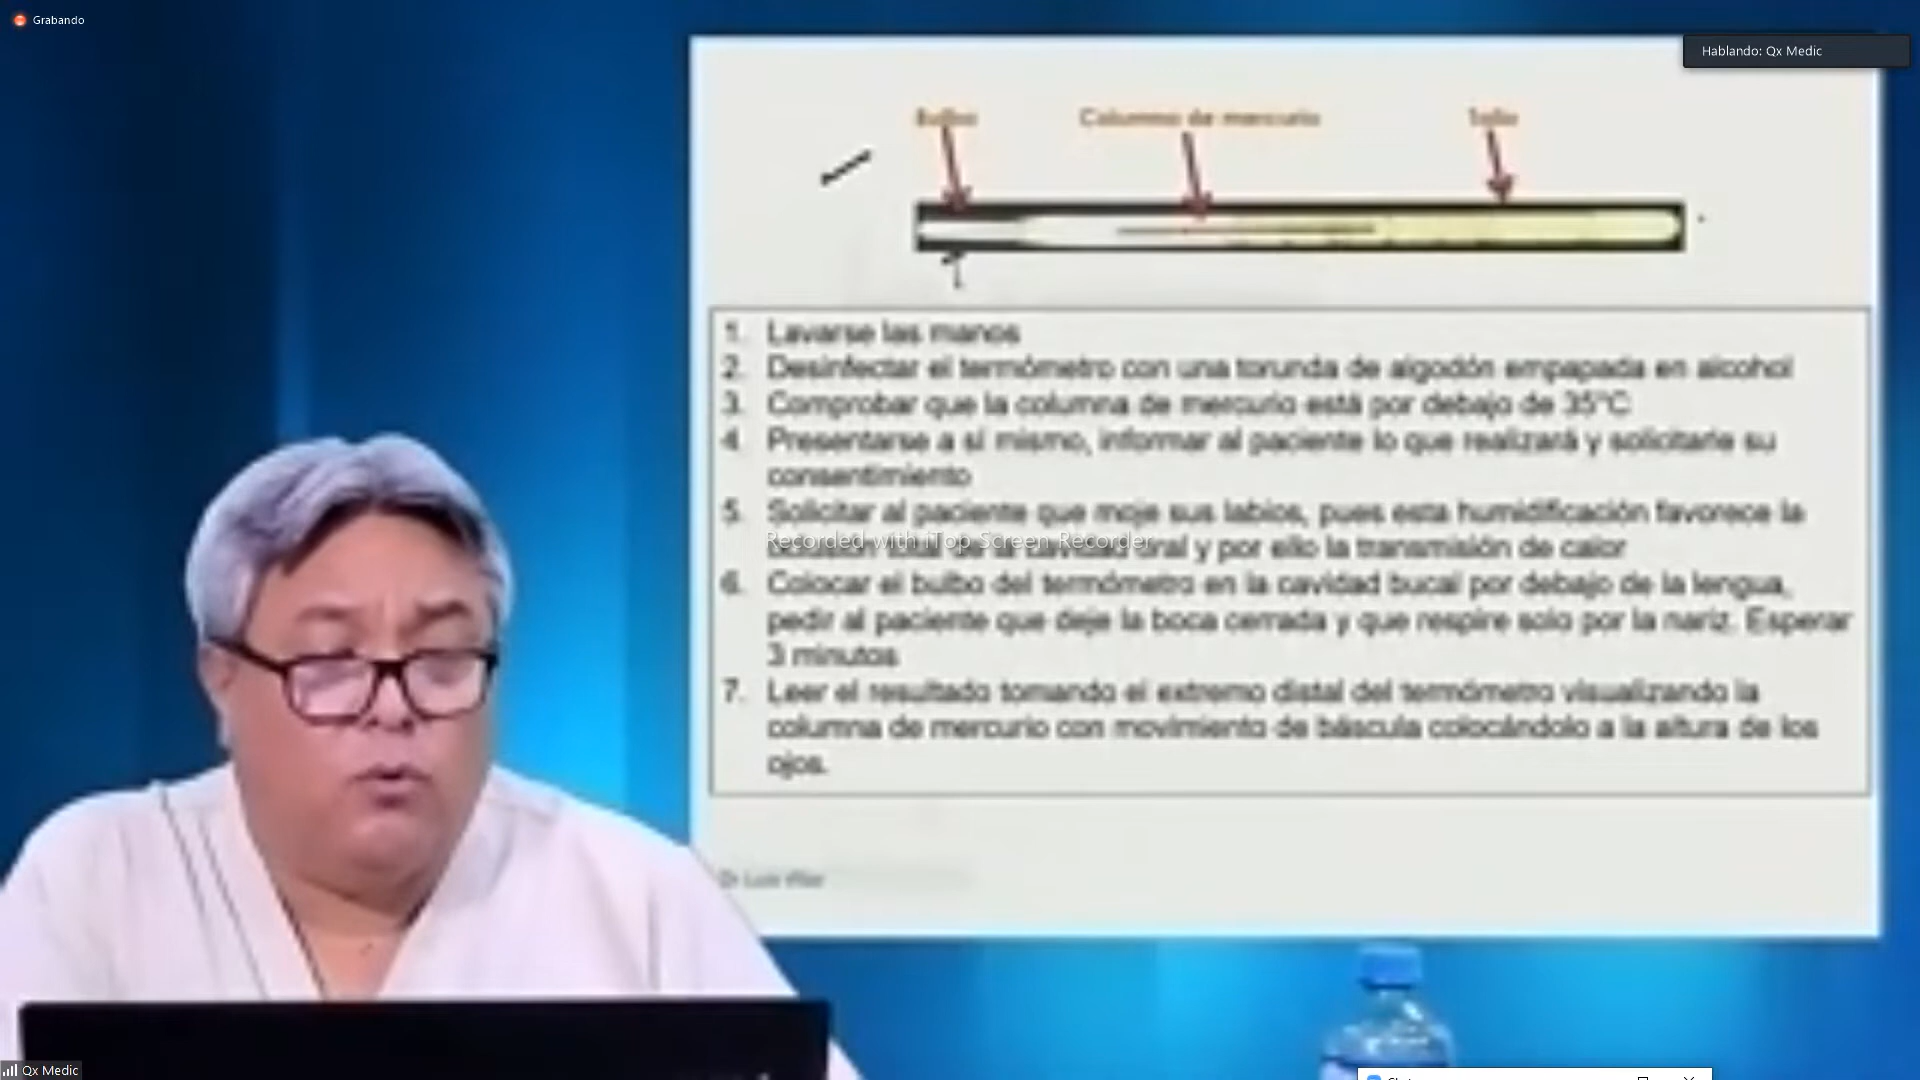 Grabando
Hablando: Qx Medic
Bulbo
Columna de mercurio
Tallo
1. Lavarse las manos
2. Desinfectar el termómetro con una torunda de algodón empapada en alcohol
3. Comprobar que la columna de mercurio está por debajo de 35°C
4. Presentarse a sí mismo, informar al paciente lo que realizará y solicitarle su
consentimiento
5. Solicitar al paciente que moje sus labios, pues esta humidificación favorece la
Recorded with iTop Screen Recorder
oral y por ello la transmisión de calor
6. Colocar el bulbo del termómetro en la cavidad bucal por debajo de la lengua,
pedir al paciente que deje la boca cerrada y que respire solo por la nariz. Esperar
3 minutos
7. Leer el resultado tomando el extremo distal del termómetro visualizando la
columna de mercurio con movimiento de báscula colocándolo a la altura de los
ojos.
Dr Luis
Qx Medic